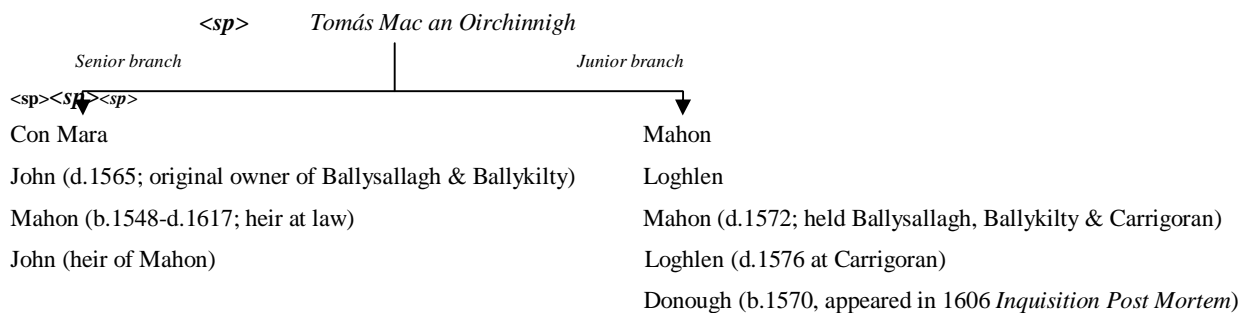 <sp> Tomás Mac an Oirchinnigh
Senior branch Junior branch
<sp><sp><sp>
Con Mara Mahon
John (d.1565; original owner of Ballysallagh & Ballykilty) Loghlen
Mahon (b.1548-d.1617; heir at law) Mahon (d.1572; held Ballysallagh, Ballykilty & Carrigoran)
John (heir of Mahon) Loghlen (d.1576 at Carrigoran)
Donough (b.1570, appeared in 1606 Inquisition Post Mortem)